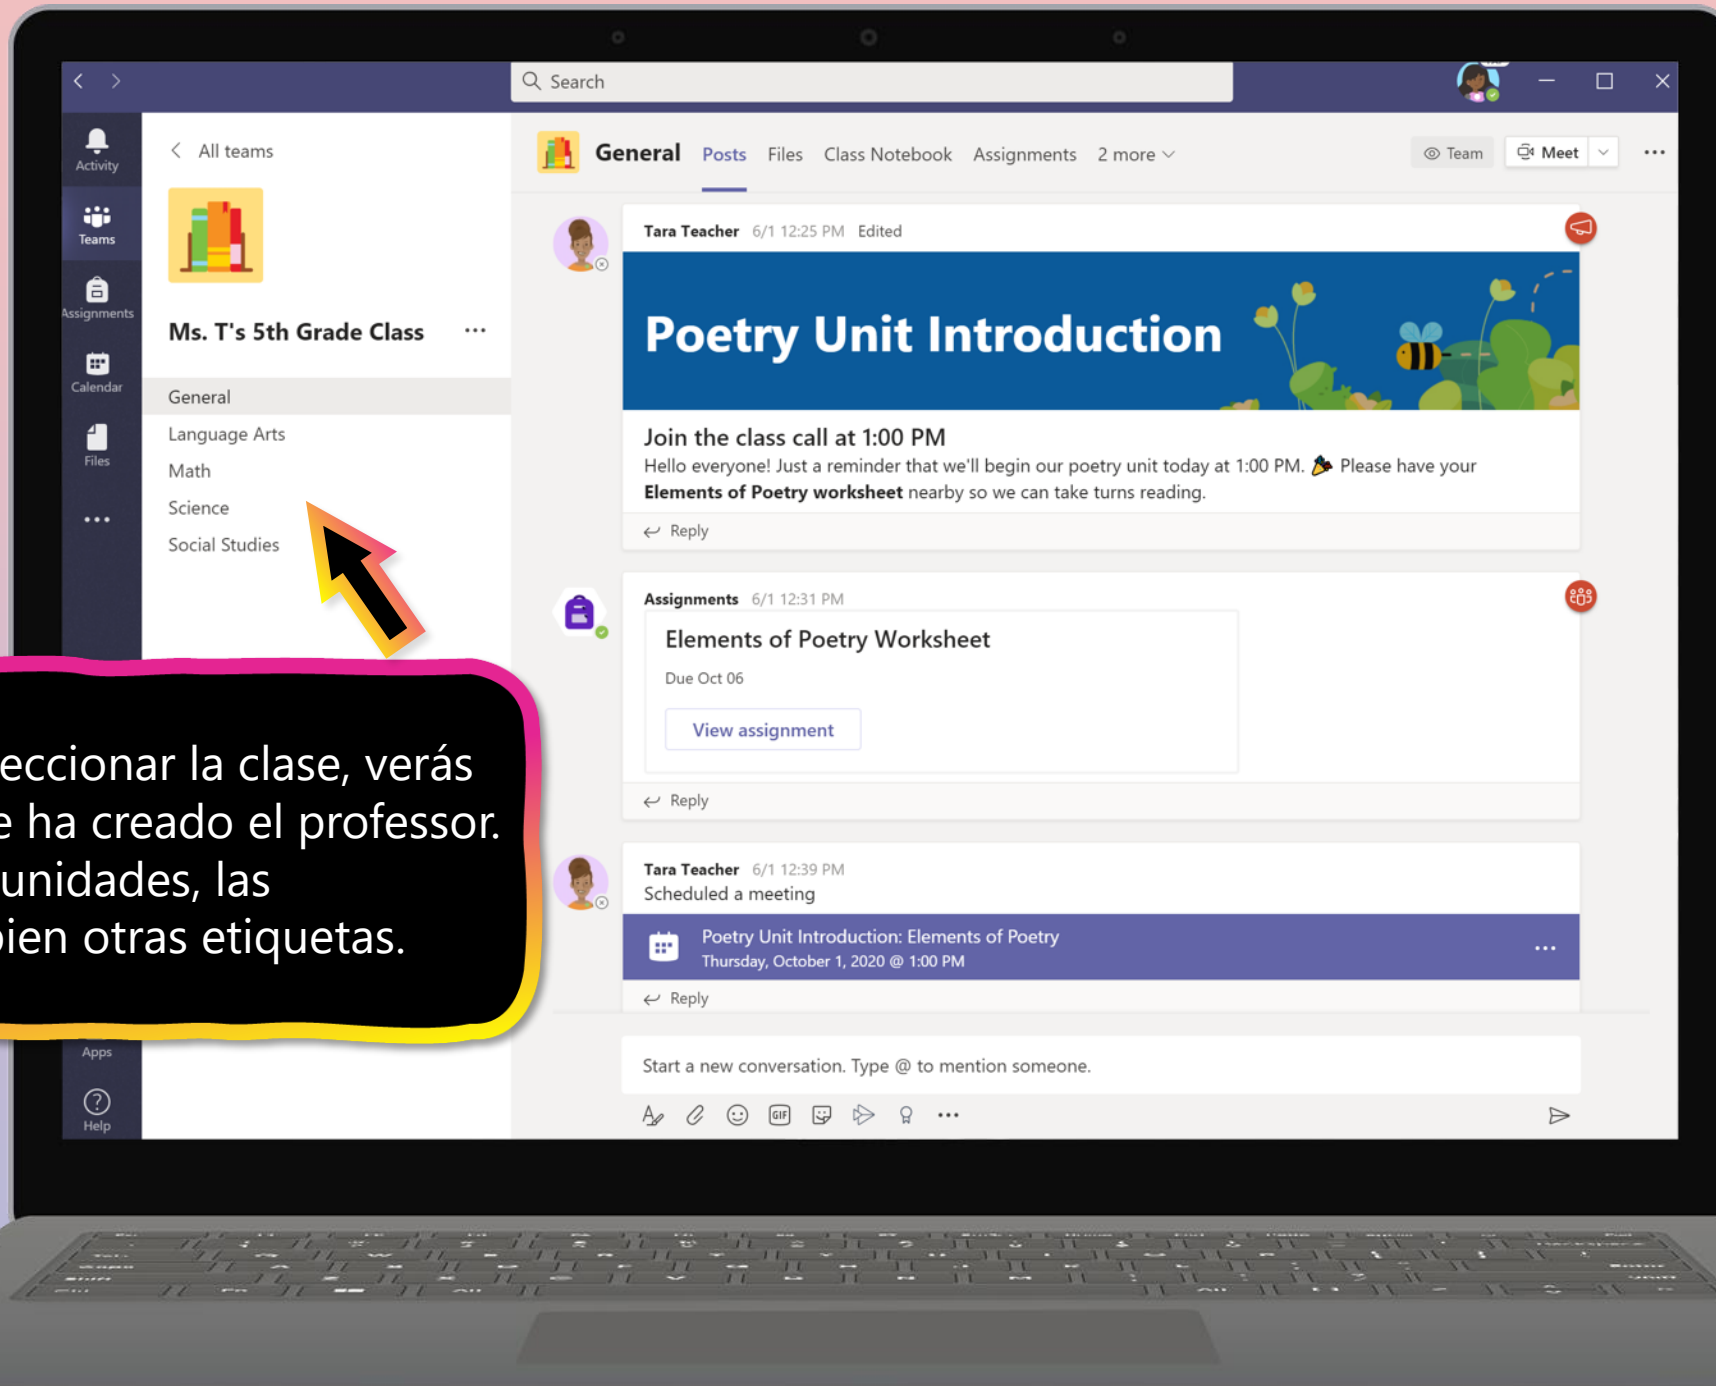 Search
Activity
Teams
Assignments
Calendar
Files
Apps
Help
All teams
Ms. T's 5th Grade Class
General
Language Arts
Math
Science
Social Studies
eccionar la clase, verás
e ha creado el professor.
unidades, las
bien otras etiquetas.
General Posts Files Class Notebook Assignments 2 more
Team Meet
Tara Teacher 6/1 12:25 PM Edited
Poetry Unit Introduction
Join the class call at 1:00 PM
Hello everyone! Just a reminder that we'll begin our poetry unit today at 1:00 PM. Please have your
Elements of Poetry worksheet nearby so we can take turns reading.
Reply
Assignments 6/1 12:31 PM
Elements of Poetry Worksheet
Due Oct 06
View assignment
Reply
Tara Teacher 6/1 12:39 PM
Scheduled a meeting
Poetry Unit Introduction: Elements of Poetry
Thursday, October 1, 2020 @ 1:00 PM
Reply
Start a new conversation. Type @ to mention someone.
GIF